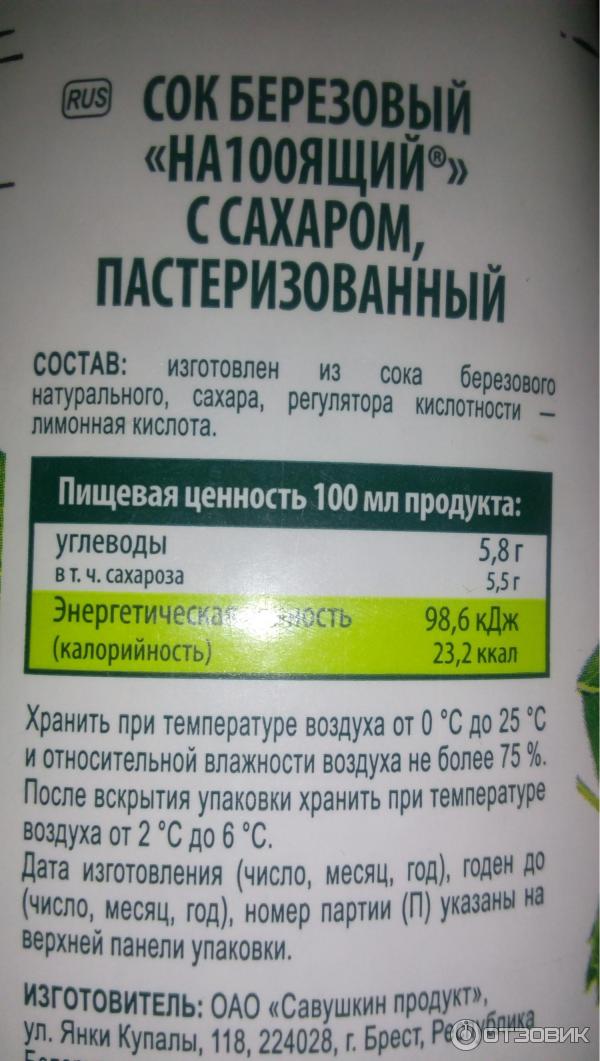 RUS
СОК БЕРЕЗОВЫЙ
«НА100ЯЩИЙ®»
С САХАРОМ,
ПАСТЕРИЗОВАННЫЙ
СОСТАВ: изготовлен из сока березового
натурального, сахара, регулятора кислотности —
лимонная кислота.
Пищевая ценность 100 мл продукта:
углеводы 5,8 г
в т. ч. сахароза 5,5 г
Энергетическая 98,6 кДж
(калорийность) 23,2 ккал
Хранить при температуре воздуха от 0 °С до 25 °С
и относительной влажности воздуха не более 75 %.
После вскрытия упаковки хранить при температуре
воздуха от 2 °С до 6 °С.
Дата изготовления (число, месяц, год), годен до
(число, месяц, год), номер партии (П) указаны на
верхней панели упаковки.
ИЗГОТОВИТЕЛЬ: ОАО «Савушкин продукт»,
ул. Янки Купалы, 118, 224028, г. Брест, Республика
ОТЗОВИК